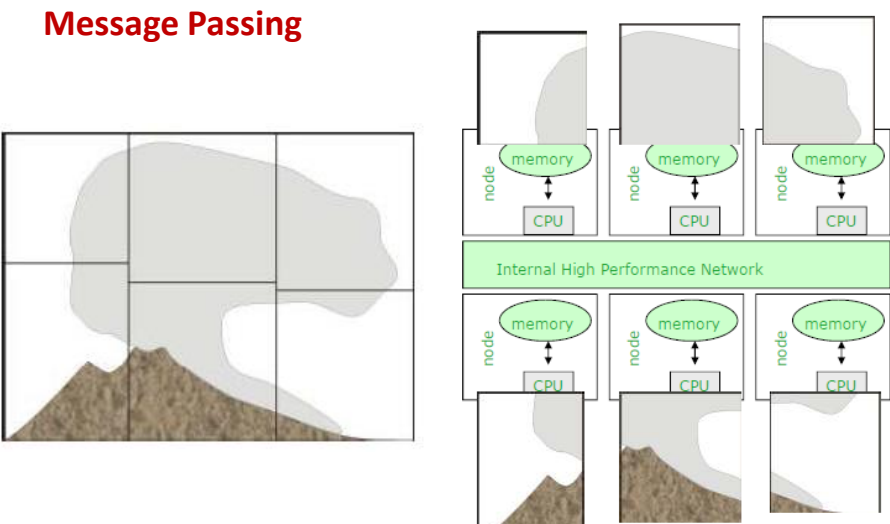 Message Passing
memory
node
CPU
memory
node
CPU
memory
node
CPU
Internal High Performance Network
memory
node
CPU
memory
node
CPU
memory
node
CPU